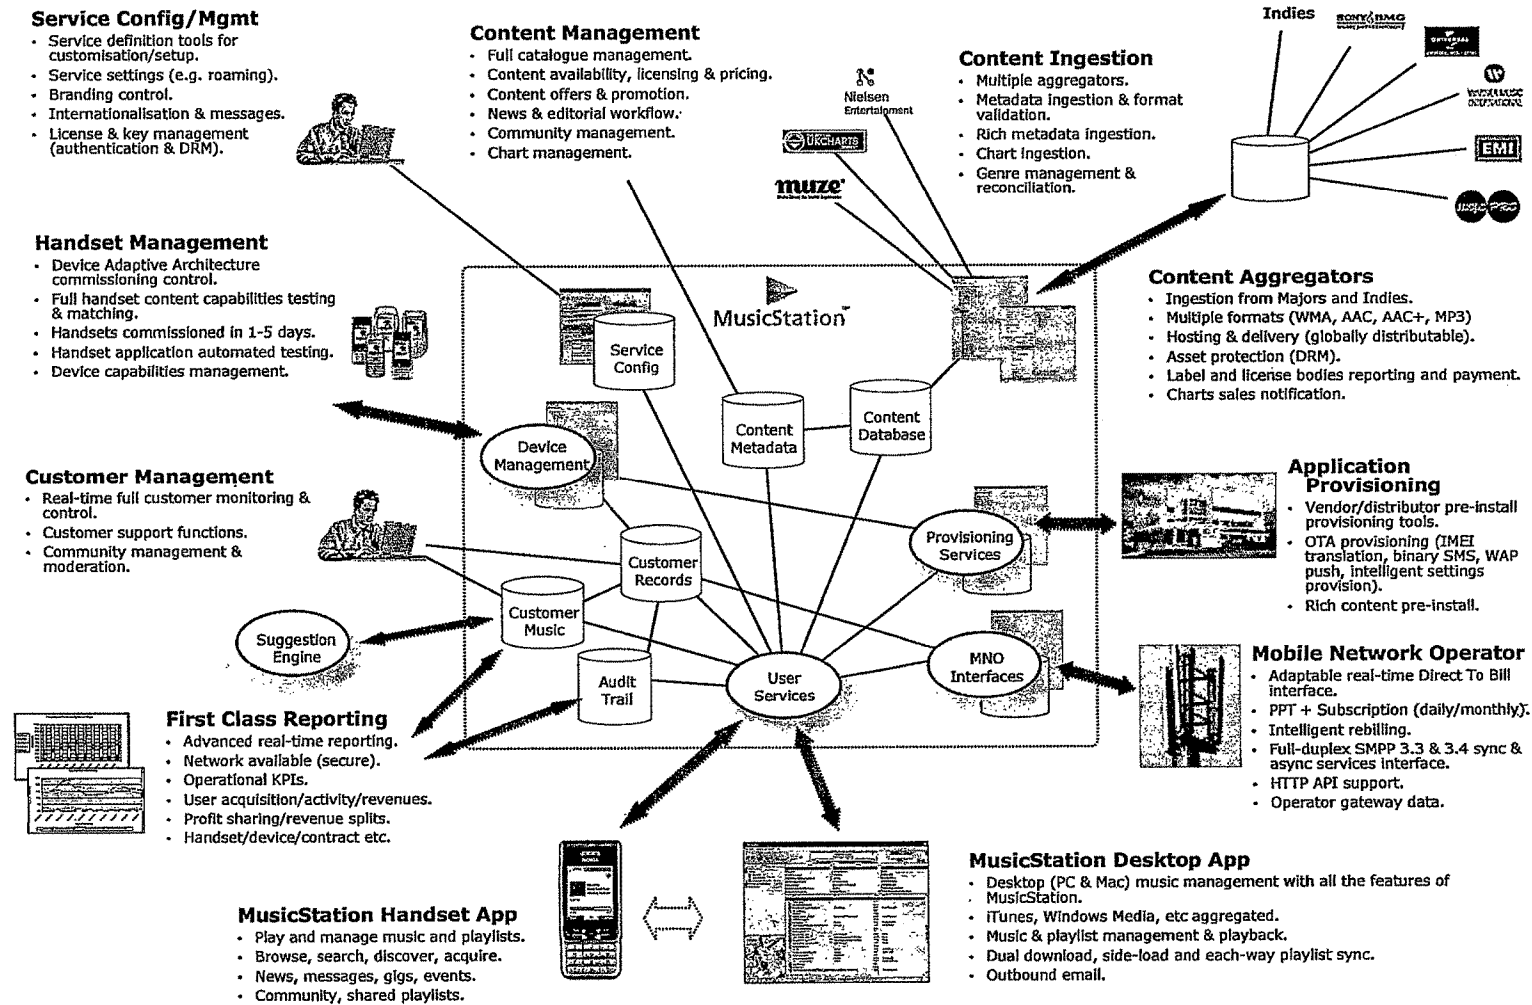 Service Config/Mgmt
• Service definition tools for
customisation/setup.
• Service settings (e.g. roaming).
• Branding control.
• Internationalisation & messages.
• License & key management
(authentication & DRM).
Content Management
• Full catalogue management.
• Content availability, licensing & pricing.
• Content offers & promotion.
• News & editorial workflow.
• Community management.
• Chart management.
Nielsen
Entertainment
UKCHARTS
muze
Content Ingestion
• Multiple aggregators.
• Metadata ingestion & format
validation.
• Rich metadata ingestion.
• Chart ingestion.
• Genre management &
reconciliation.
Indies
SONY BMG
UNIVERSAL
WARNER MUSIC
INTERNATIONAL
EMI
Handset Management
• Device Adaptive Architecture
commissioning control.
• Full handset content capabilities testing
& matching.
• Handsets commissioned in 1-5 days.
• Handset application automated testing.
• Device capabilities management.
MusicStation™
Service
Config
Content
Metadata
Content
Database
Device
Management
Content Aggregators
• Ingestion from Majors and Indies.
• Multiple formats (WMA, AAC, AAC+, MP3)
• Hosting & delivery (globally distributable).
• Asset protection (DRM).
• Label and license bodies reporting and payment.
• Charts sales notification.
Customer Management
• Real-time full customer monitoring &
control.
• Customer support functions.
• Community management &
moderation.
Customer
Records
Provisioning
Services
Application
Provisioning
• Vendor/distributor pre-install
provisioning tools.
• OTA provisioning (IMEI
translation, binary SMS, WAP
push, intelligent settings
provision).
• Rich content pre-install.
Suggestion
Engine
Customer
Music
Audit
Trail
User
Services
MNO
Interfaces
Mobile Network Operator
• Adaptable real-time Direct To Bill
interface.
• PPT + Subscription (daily/monthly).
• Intelligent rebilling.
• Full-duplex SMPP 3.3 & 3.4 sync &
async services interface.
• HTTP API support.
• Operator gateway data.
First Class Reporting
• Advanced real-time reporting.
• Network available (secure).
• Operational KPIs.
• User acquisition/activity/revenues.
• Profit sharing/revenue splits.
• Handset/device/contract etc.
MusicStation Handset App
• Play and manage music and playlists.
• Browse, search, discover, acquire.
• News, messages, gigs, events.
• Community, shared playlists.
MusicStation Desktop App
• Desktop (PC & Mac) music management with all the features of
MusicStation.
• iTunes, Windows Media, etc aggregated.
• Music & playlist management & playback.
• Dual download, side-load and each-way playlist sync.
• Outbound email.